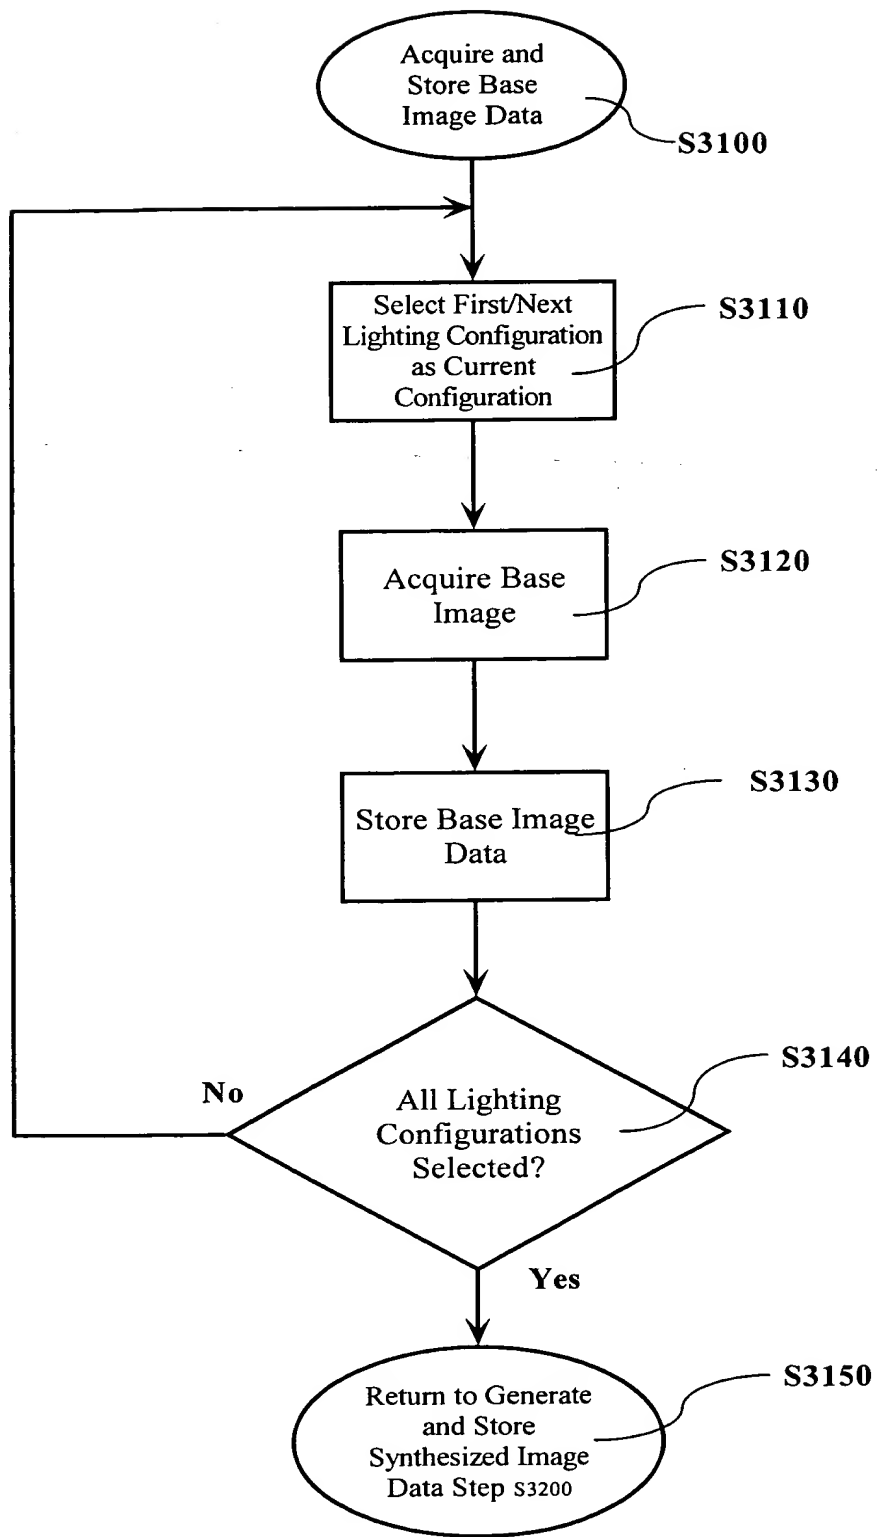 Acquire and
Store Base
Image Data
S3100
Select First/Next
Lighting Configuration
as Current
Configuration
S3110
Acquire Base
Image
S3120
Store Base Image
Data
S3130
All Lighting
Configurations
Selected?
S3140
No
Yes
Return to Generate
and Store
Synthesized Image
Data Step S3200
S3150